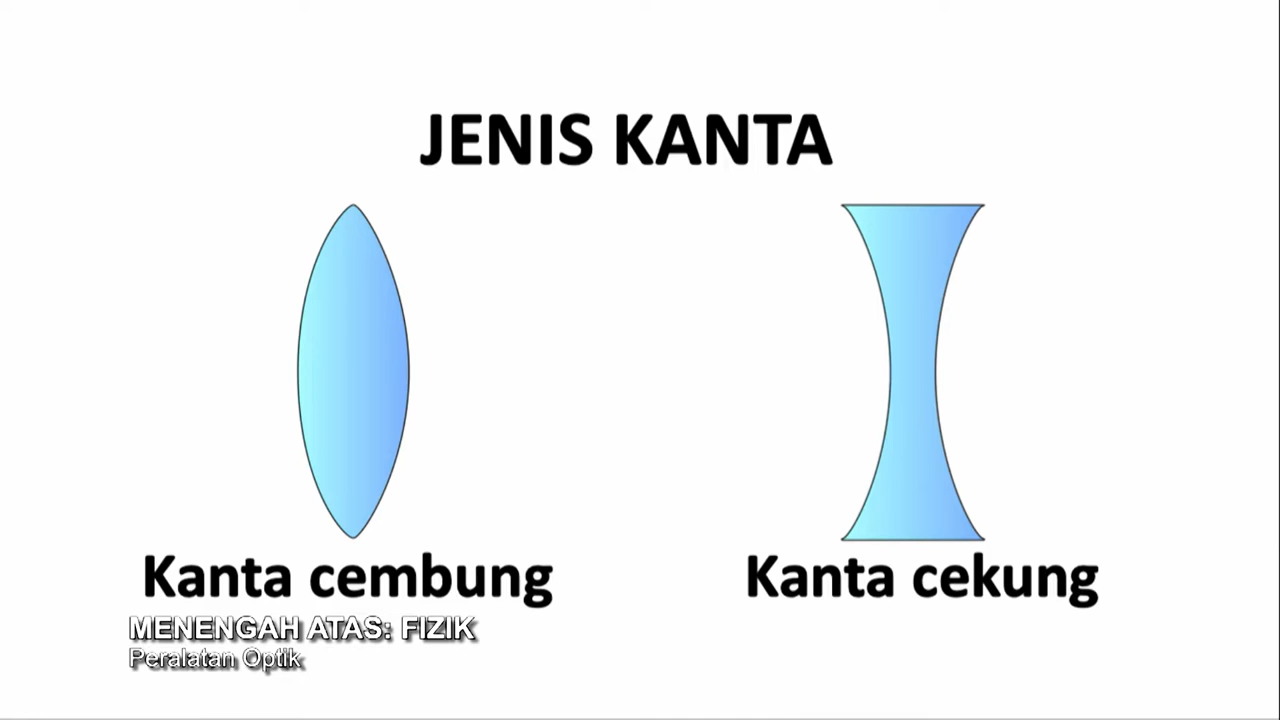 JENIS KANTA
Kanta cembung
Kanta cekung
MENENGAH ATAS: FIZIK
Peralatan Optik